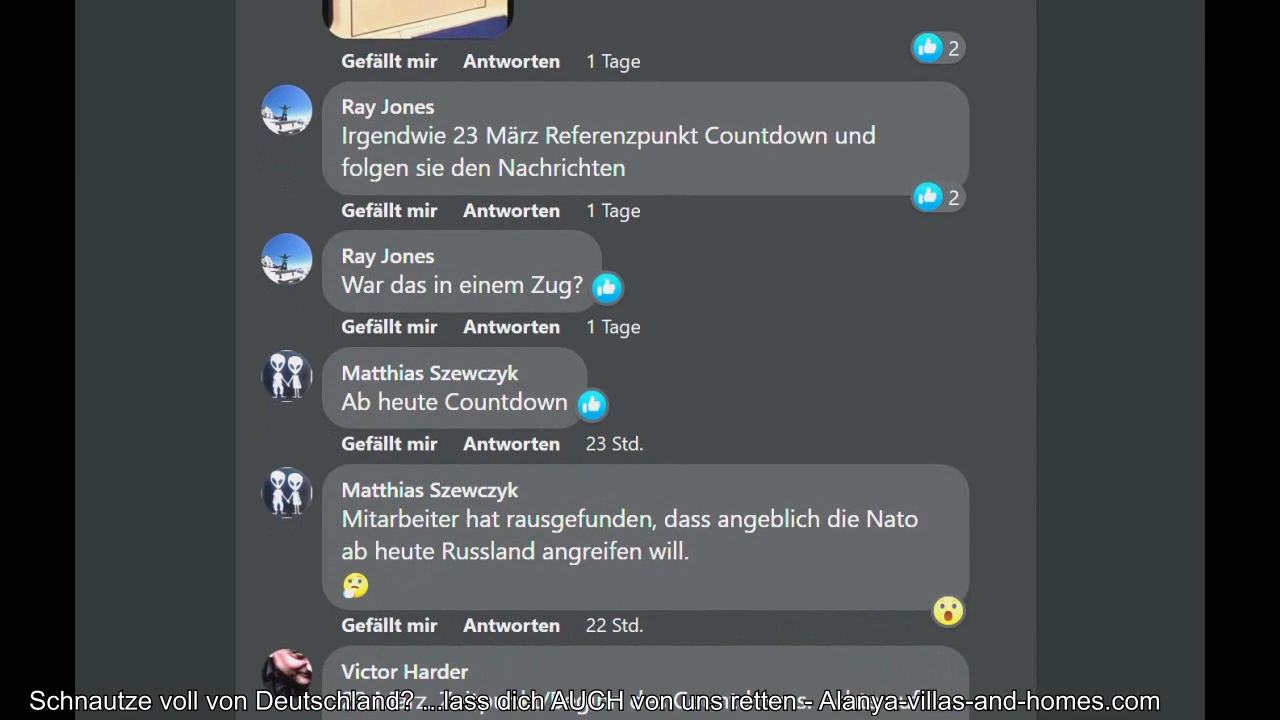 Gefällt mir Antworten 1 Tage 2
Ray Jones
Irgendwie 23 März Referenzpunkt Countdown und
folgen sie den Nachrichten
2
Gefällt mir Antworten 1 Tage
Ray Jones
War das in einem Zug?
Gefällt mir Antworten 1 Tage
Matthias Szewczyk
Ab heute Countdown
Gefällt mir Antworten 23 Std.
Matthias Szewczyk
Mitarbeiter hat rausgefunden, dass angeblich die Nato
ab heute Russland angreifen will.
Gefällt mir Antworten 22 Std.
Victor Harder
Schnautze voll von Deutschland? ...lass dich AUCH von uns retten - Alanya-villas-and-homes.com